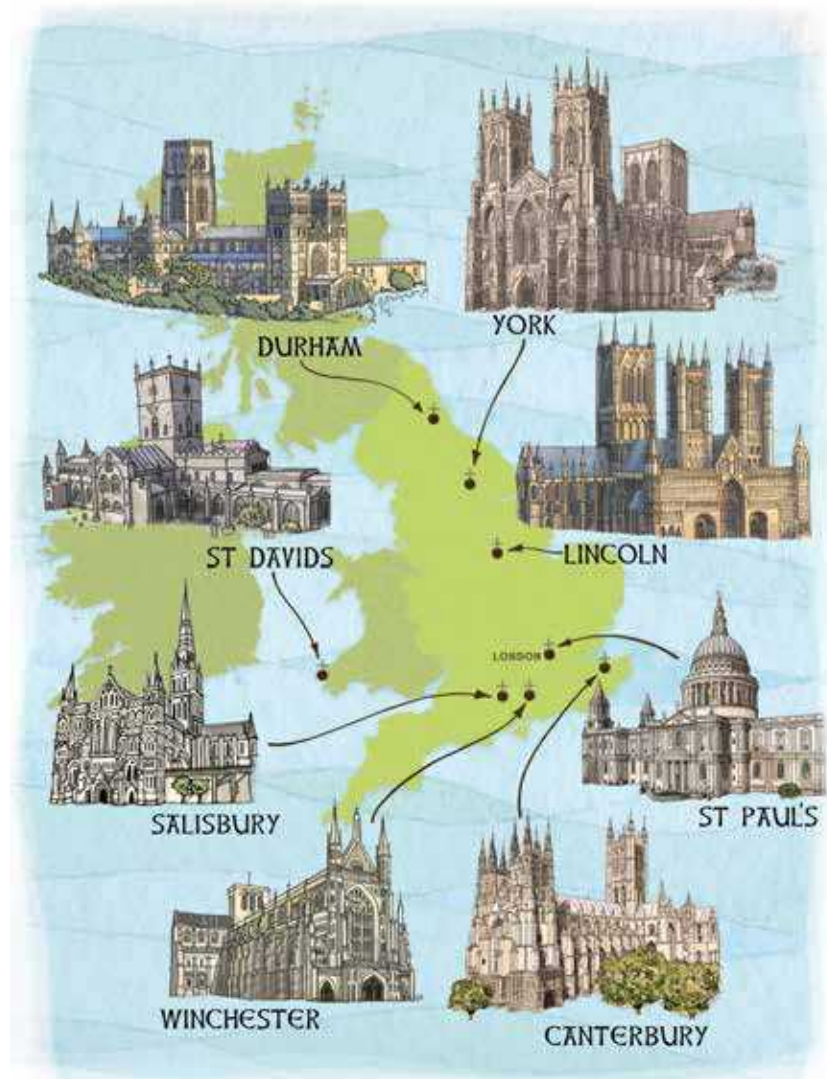 YORK
DURHAM
ST DAVIDS
LINCOLN
LONDON
SALISBURY
ST PAUL'S
WINCHESTER
CANTERBURY